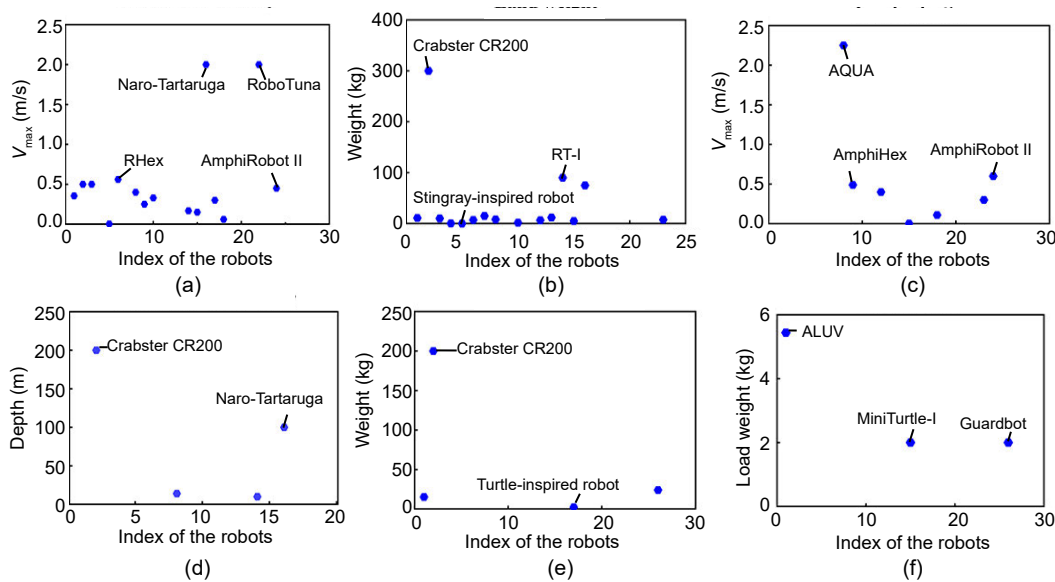 2.5
2.0
1.5
1.0
0.5
0.0
V max (m/s)
Naro-Tartaruga
RoboTuna
RHex
AmphiRobot II
0
10
20
30
Index of the robots
(a)
400
300
200
100
0
Weight (kg)
Crabster CR200
RT-I
Stingray-inspired robot
0
5
10
15
20
25
Index of the robots
(b)
2.5
2.0
1.5
1.0
0.5
0.0
V max (m/s)
AQUA
AmphiHex
AmphiRobot II
0
10
20
30
Index of the robots
(c)
250
200
150
100
50
0
Depth (m)
Crabster CR200
Naro-Tartaruga
0
5
10
15
20
Index of the robots
(d)
250
200
150
100
50
0
Weight (kg)
Crabster CR200
Turtle-inspired robot
0
10
20
30
Index of the robots
(e)
6
4
2
0
Load weight (kg)
ALUV
MiniTurtle-I
Guardbot
10
20
30
Index of the robots
(f)